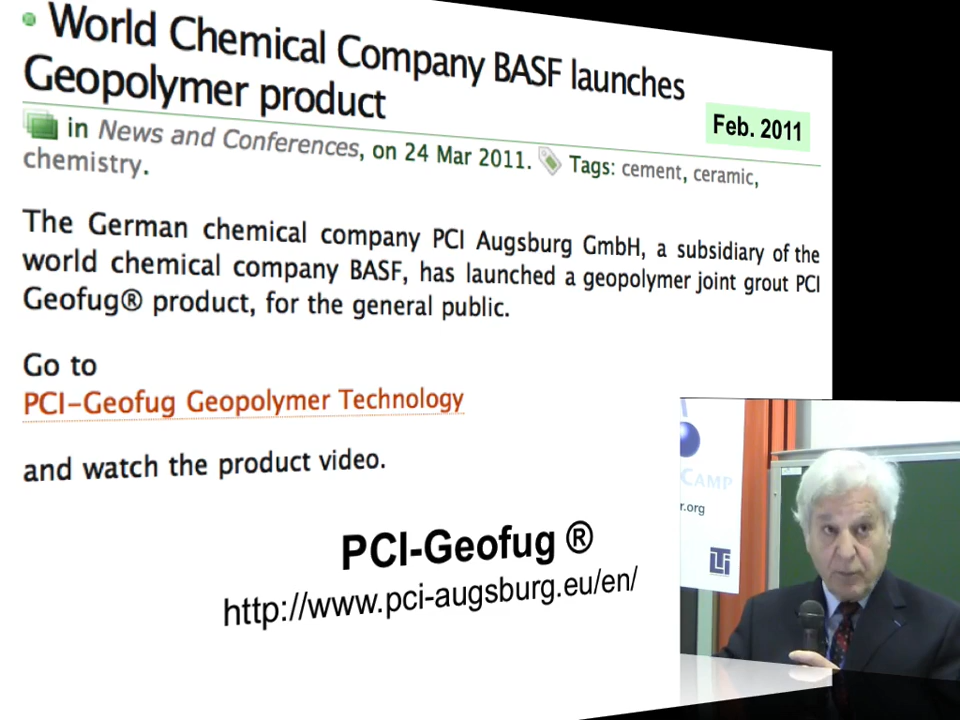 • World Chemical Company BASF launches
Geopolymer product
Feb. 2011
in News and Conferences, on 24 Mar 2011. Tags: cement, ceramic,
chemistry.
The German chemical company PCI Augsburg GmbH, a subsidiary of the
world chemical company BASF, has launched a geopolymer joint grout PCI
Geofug® product, for the general public.
Go to
PCI-Geofug Geopolymer Technology
and watch the product video.
PCI-Geofug ®
http://www.pci-augsburg.eu/en/
CAMP
r.org